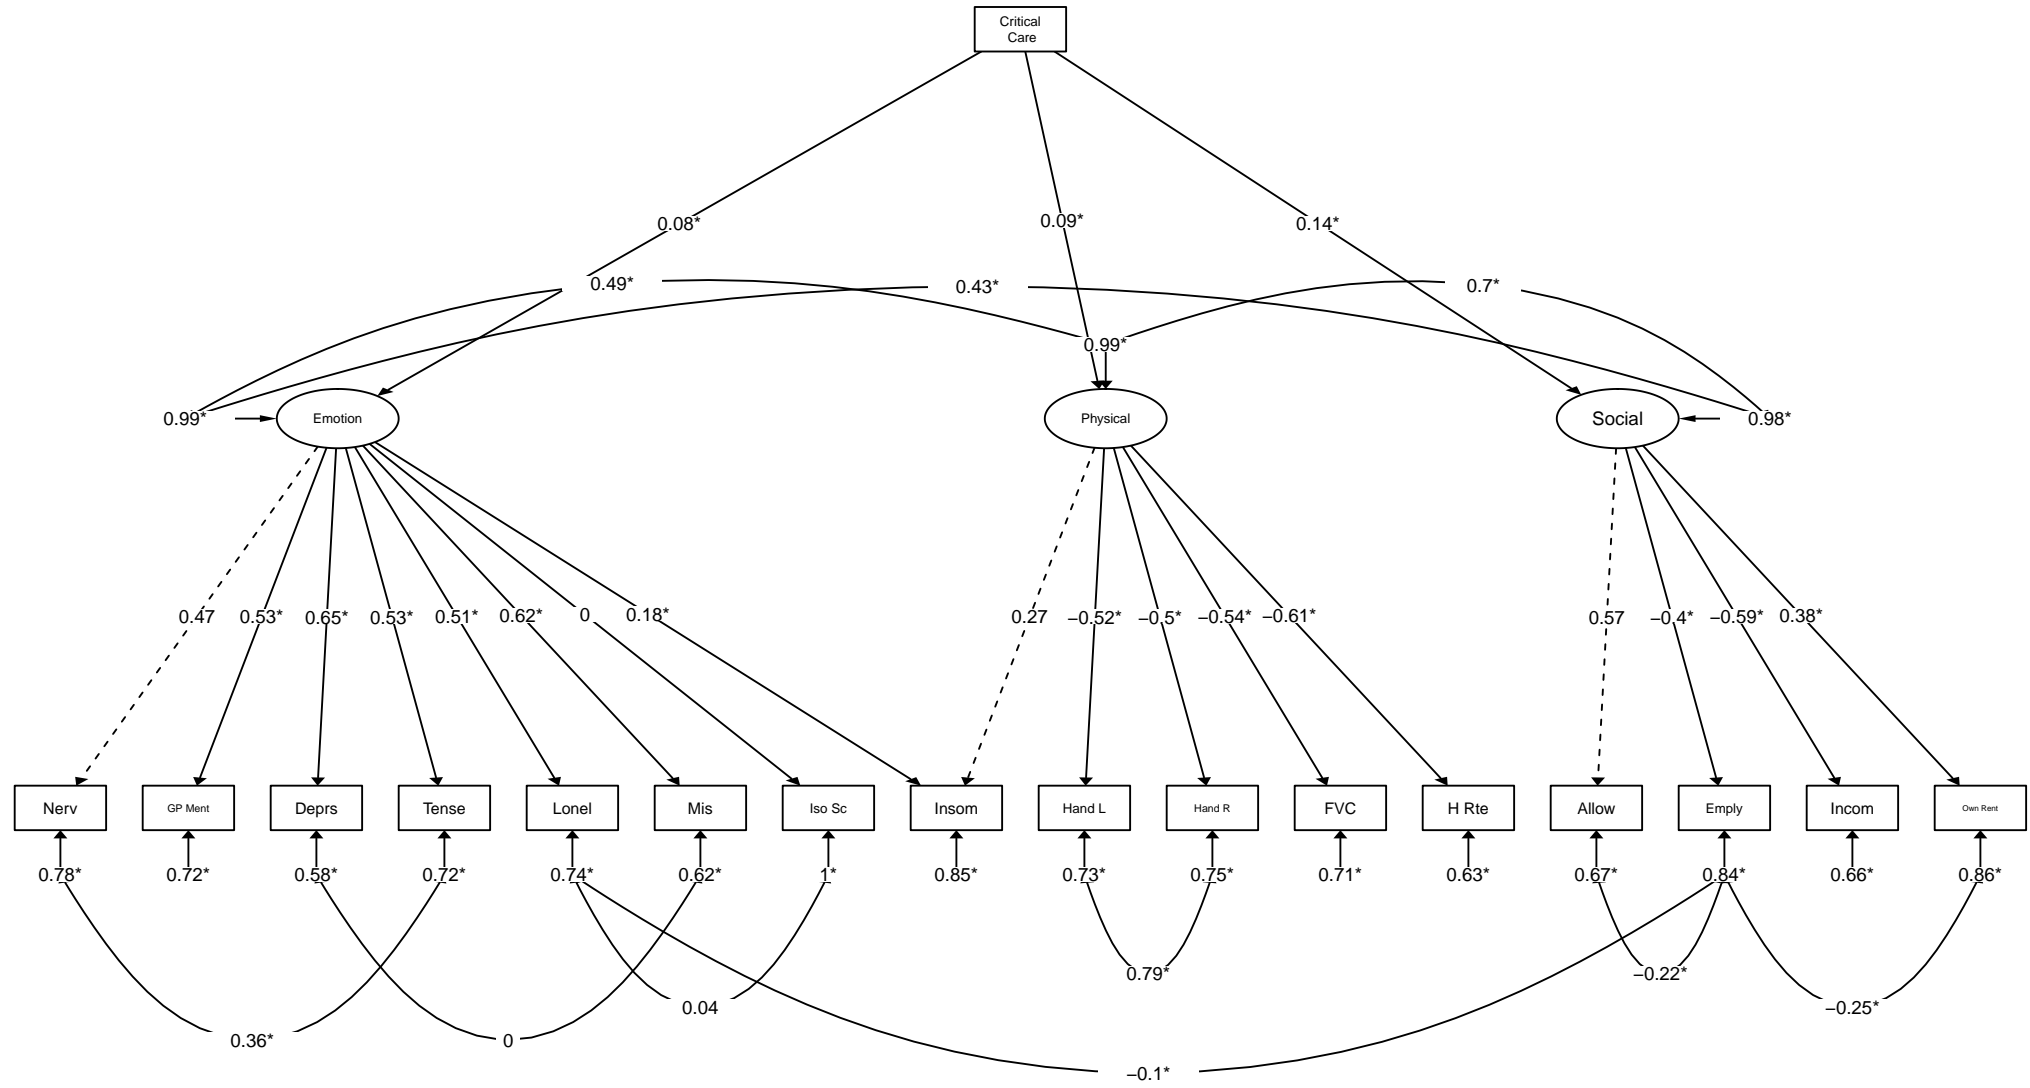 Critical
Care
0.08*
0.09*
0.14*
0.49*
0.43*
0.7*
0.99*
0.99*
Emotion
Physical
Social
0.98*
0.47
0.53*
0.65*
0.53*
0.51*
0.62*
0
0.18*
0.27
−0.52*
−0.5*
−0.54*
−0.61*
0.57
−0.4*
−0.59*
0.38*
Nerv
GP Ment
Deprs
Tense
Lonel
Mis
Iso Sc
Insom
Hand L
Hand R
FVC
H Rte
Allow
Emply
Incom
Own Rent
0.78*
0.72*
0.58*
0.72*
0.74*
0.62*
1*
0.85*
0.73*
0.75*
0.71*
0.63*
0.67*
0.84*
0.66*
0.86*
0.79*
−0.22*
0.04
−0.25*
0.36*
0
−0.1*